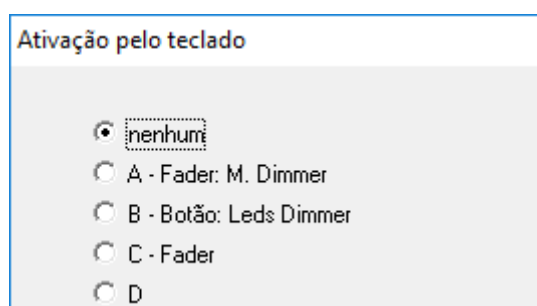 Ativação pelo teclado
nenhum
A - Fader: M. Dimmer
B - Botão: Leds Dimmer
C - Fader
D